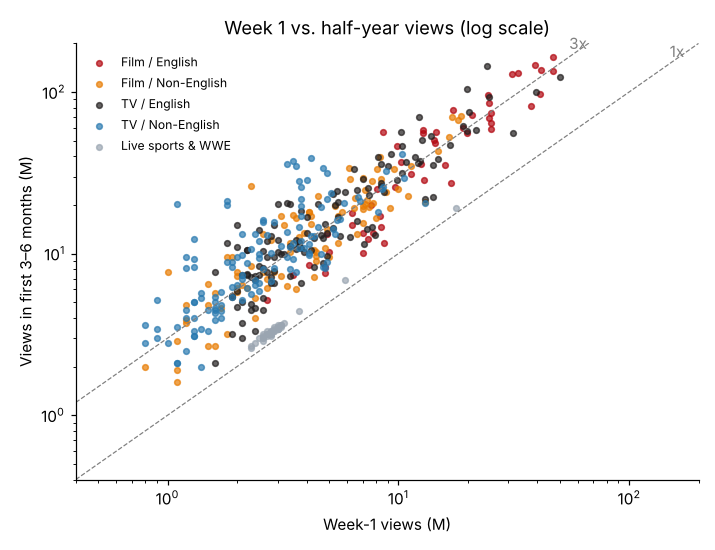 Week 1 vs. half-year views (log scale)
3x
1x
Film / English
Film / Non-English
TV / English
TV / Non-English
Live sports & WWE
Views in first 3–6 months (M)
10²
10¹
10⁰
10⁰ 10¹ 10²
Week-1 views (M)